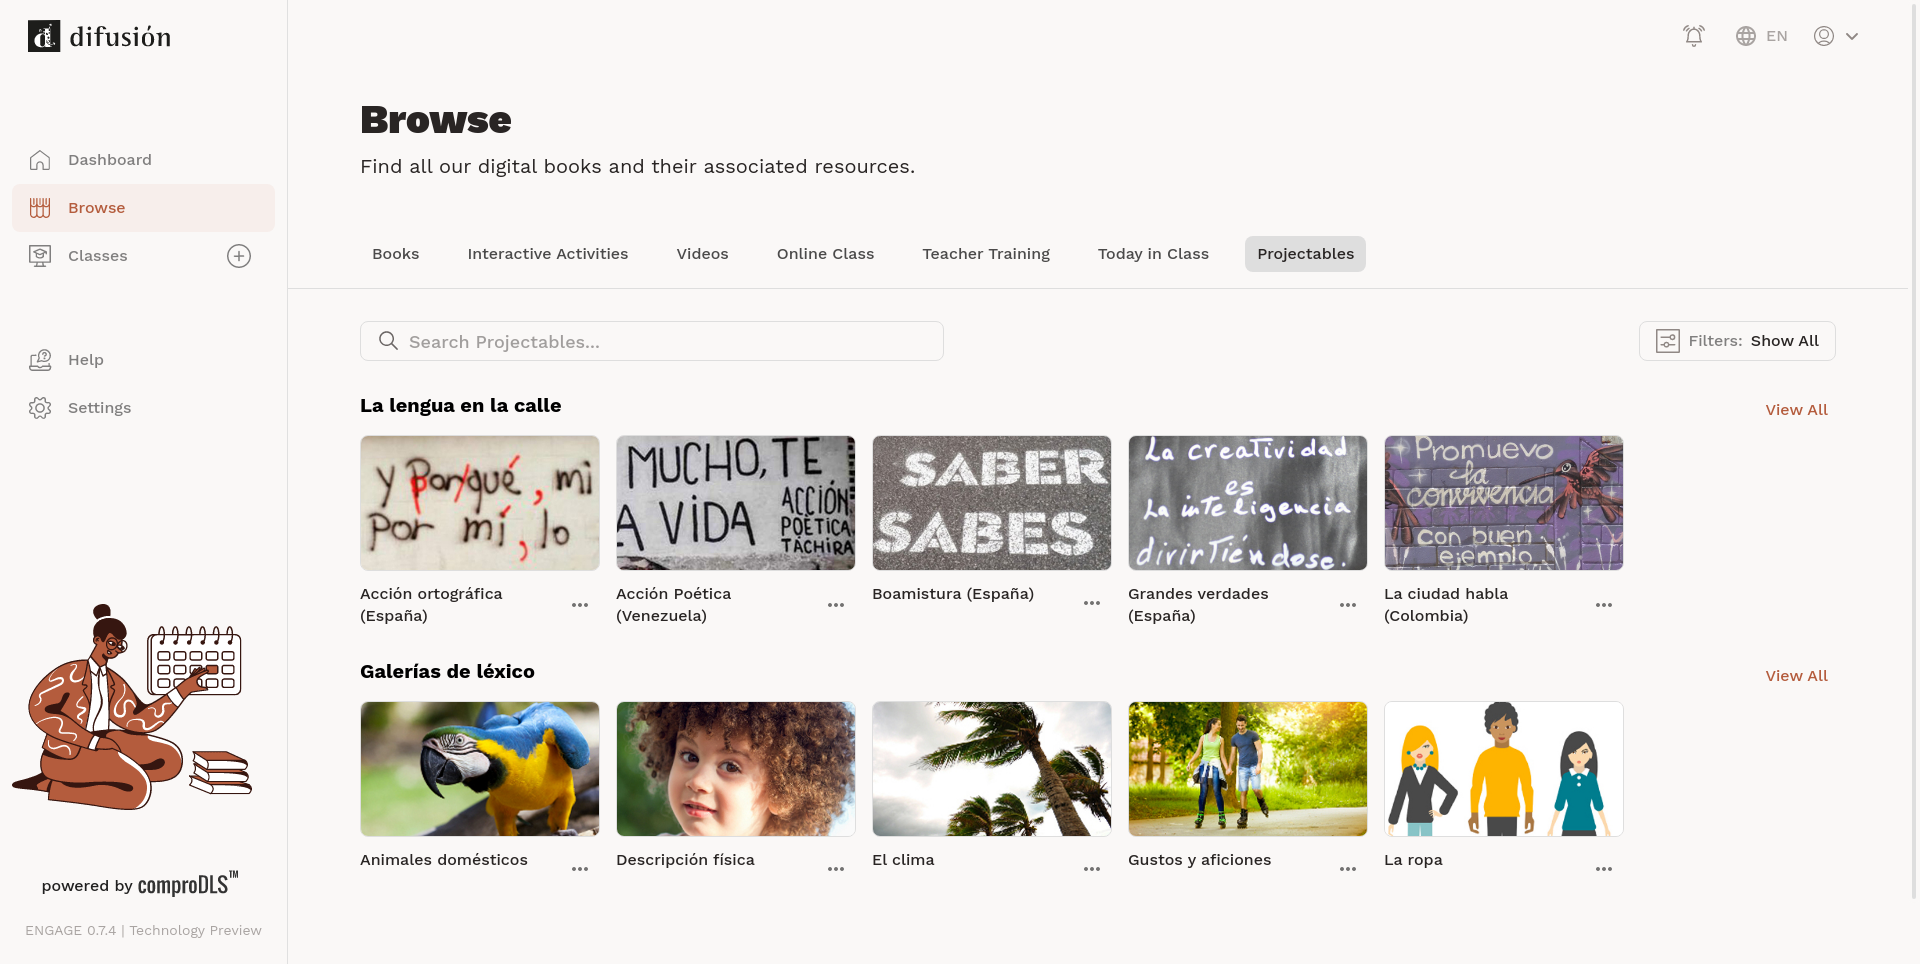 difusión
EN
Dashboard
Browse
Classes
Help
Settings
powered by comproDLS™
ENGAGE 0.7.4 | Technology Preview
Browse
Find all our digital books and their associated resources.
Books Interactive Activities Videos Online Class Teacher Training Today in Class Projectables
Search Projectables...
Filters: Show All
La lengua en la calle
View All
y Por/qué, mi
por mí, lo
MUCHO, TE
A VIDA
ACCIÓN
POÉTICA
TÁCHIRA
SABER
SABES
La creatividad
es
La inteligencia
divirtiéndose.
Promuevo
la
convivencia
con buen
ejemplo
Acción ortográfica
(España)
Acción Poética
(Venezuela)
Boamistura (España)
Grandes verdades
(España)
La ciudad habla
(Colombia)
Galerías de léxico
View All
Animales domésticos
Descripción física
El clima
Gustos y aficiones
La ropa